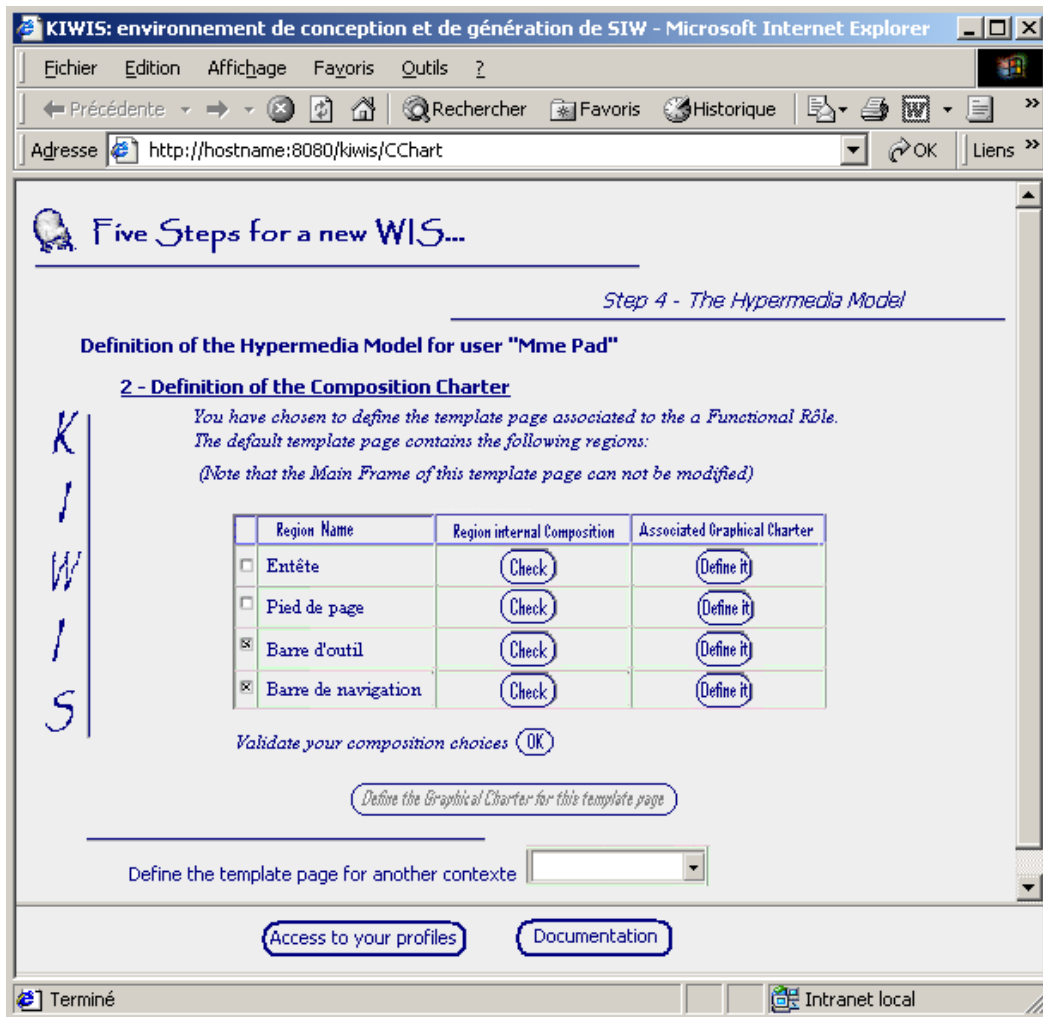 KIWIS: environnement de conception et de génération de SIW - Microsoft Internet Explorer
Fichier Edition Affichage Favoris Outils ?
Précédente Rechercher Favoris Historique W »
Adresse http://hostname:8080/kiwis/CChart OK Liens »
Five Steps for a new WIS...
Step 4 - The Hypermedia Model
Definition of the Hypermedia Model for user "Mme Pad"
2 - Definition of the Composition Charter
You have chosen to define the template page associated to the a Functional Rôle.
The default template page contains the following regions:
(Note that the Main Frame of this template page can not be modified)
K
I
W
I
S
Region Name Region internal Composition Associated Graphical Charter
Entête Check Define it
Pied de page Check Define it
Barre d'outil Check Define it
Barre de navigation Check Define it
Validate your composition choices OK
Define the Graphical Charter for this template page
Define the template page for another contexte
Access to your profiles Documentation
Terminé Intranet local